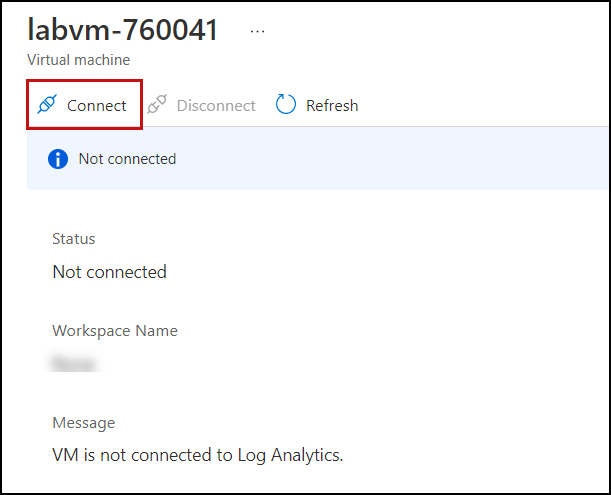 labvm-760041 ...
Virtual machine
Connect Disconnect Refresh
Not connected
Status
Not connected
Workspace Name
Message
VM is not connected to Log Analytics.